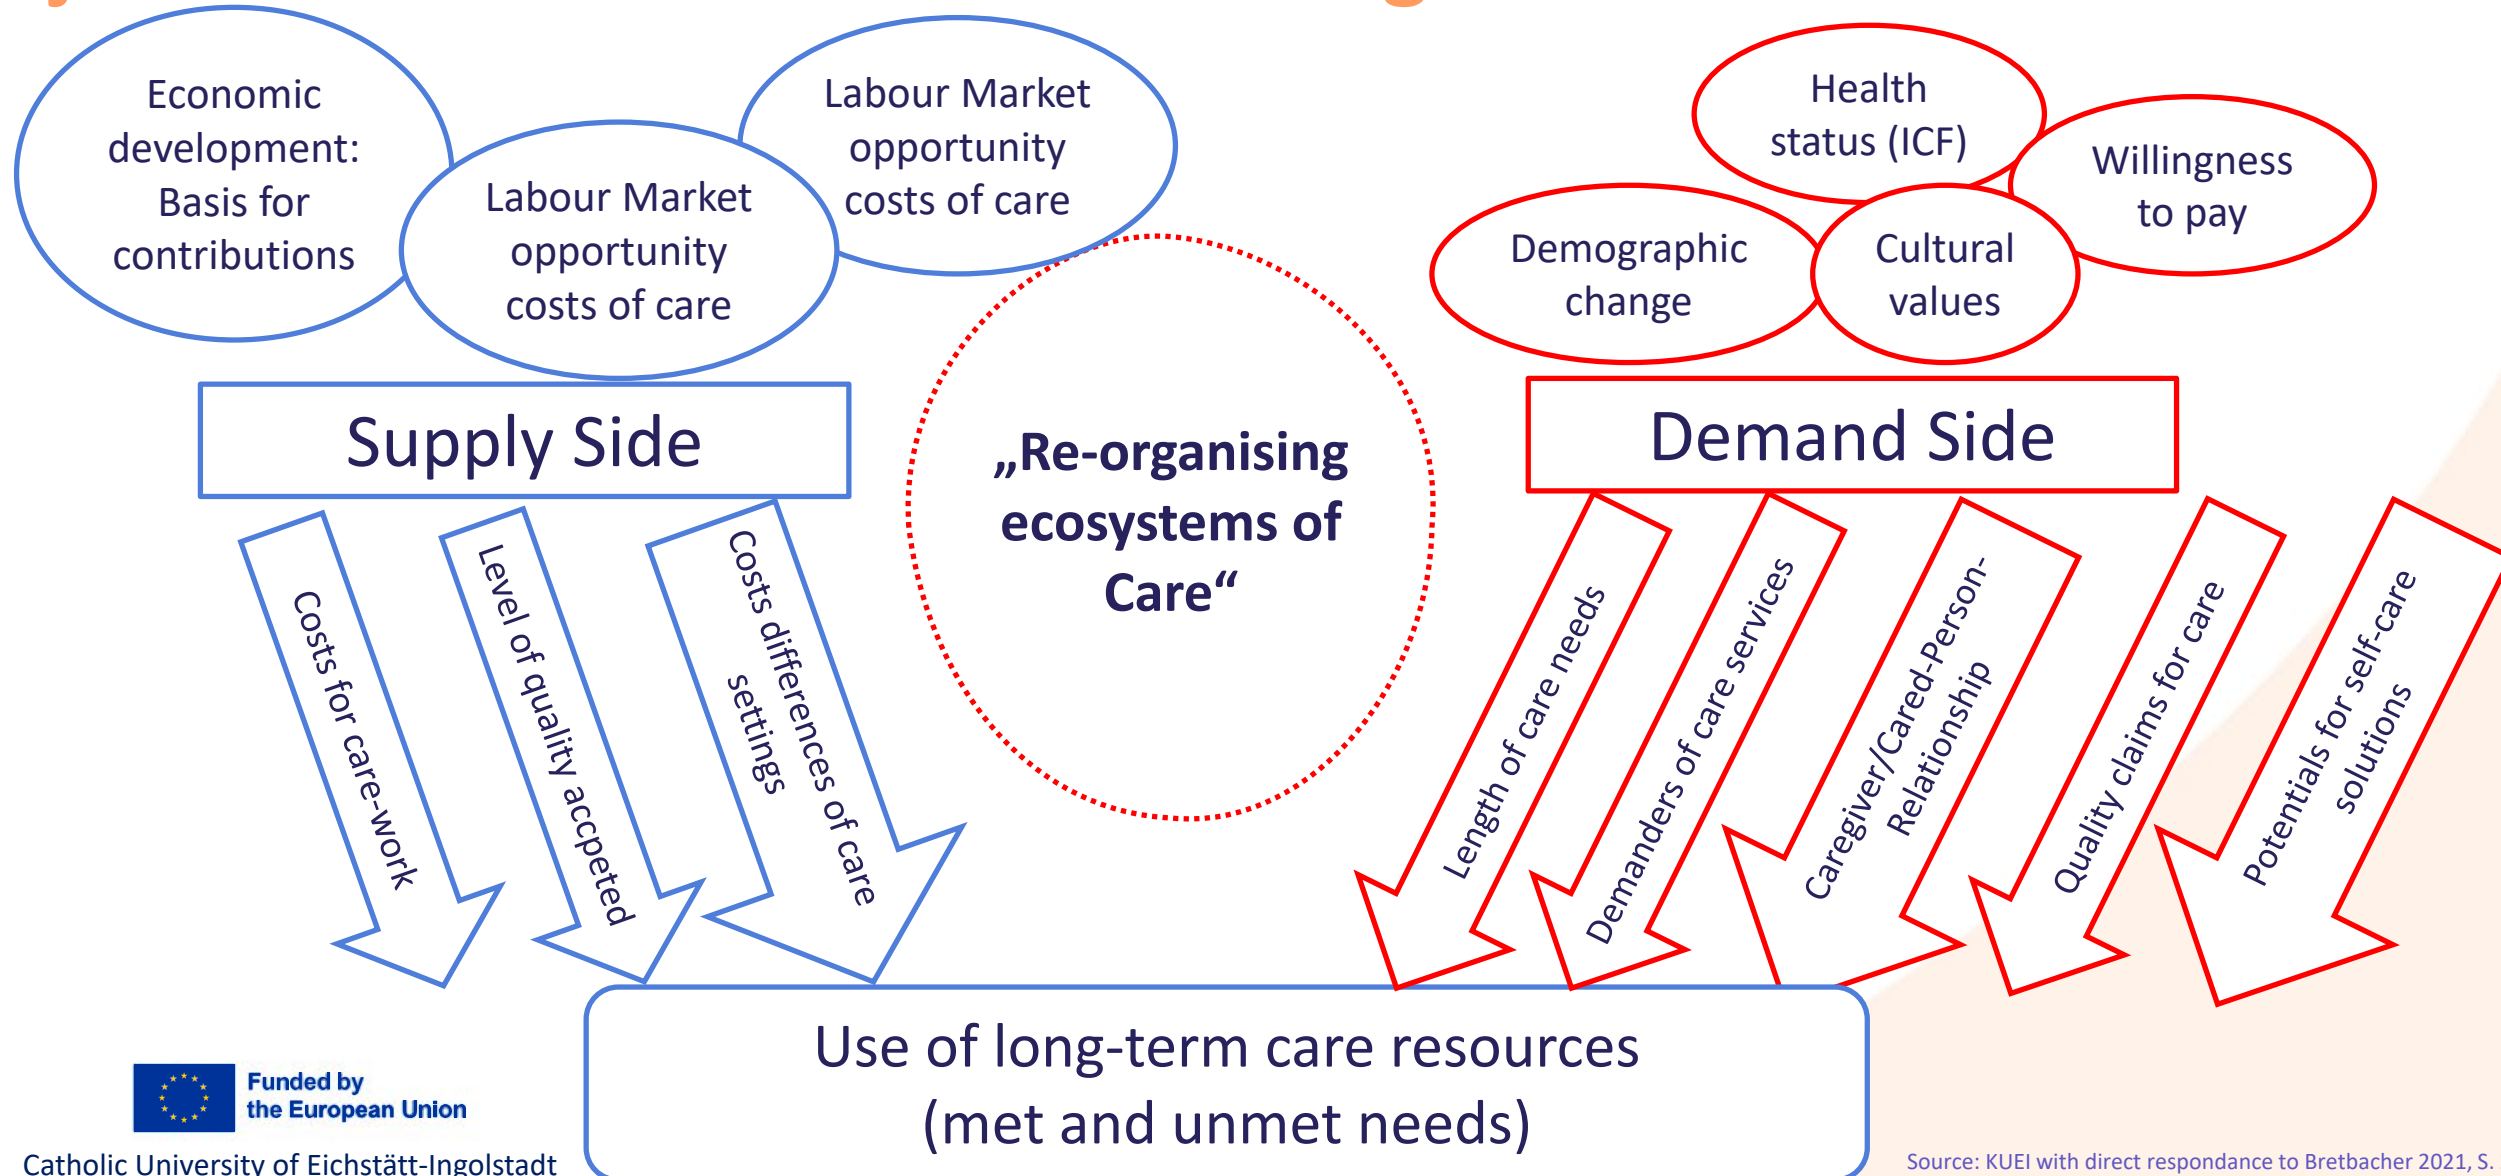 Economic
development:
Basis for
contributions
Labour Market
opportunity
costs of care
Labour Market
opportunity
costs of care
Health
status (ICF)
Willingness
to pay
Demographic
change
Cultural
values
Supply Side
„Re-organising
ecosystems of
Care“
Demand Side
Costs for care-work
Level of quality accpeted
Costs differences of care
settings
Length of care needs
Demanders of care services
Caregiver/Cared-Person-
Relationship
Quality claims for care
Potentials for self-care
solutions
Use of long-term care resources
(met and unmet needs)
Funded by
the European Union
Catholic University of Eichstätt-Ingolstadt
Source: KUEI with direct respondance to Bretbacher 2021, S.